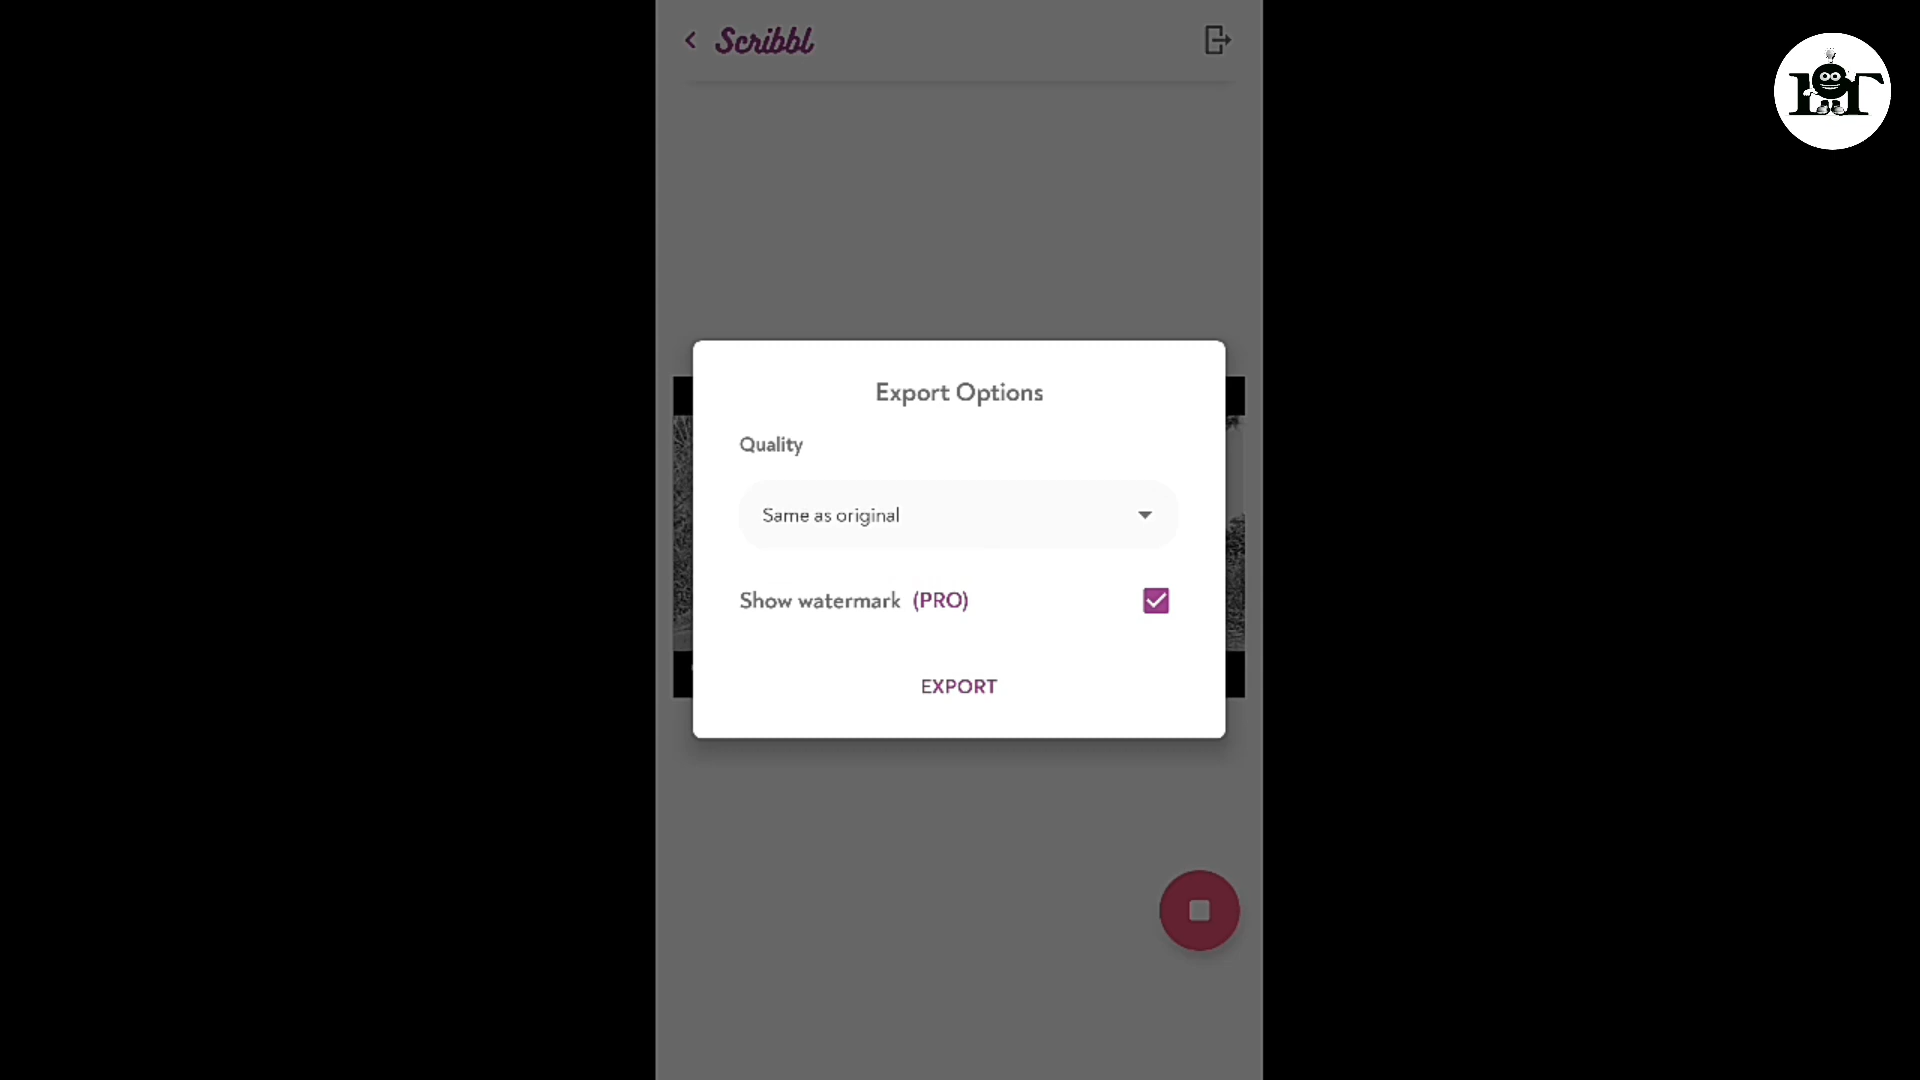 Scribbl
Export Options
Quality
Same as original
Show watermark (PRO)
EXPORT